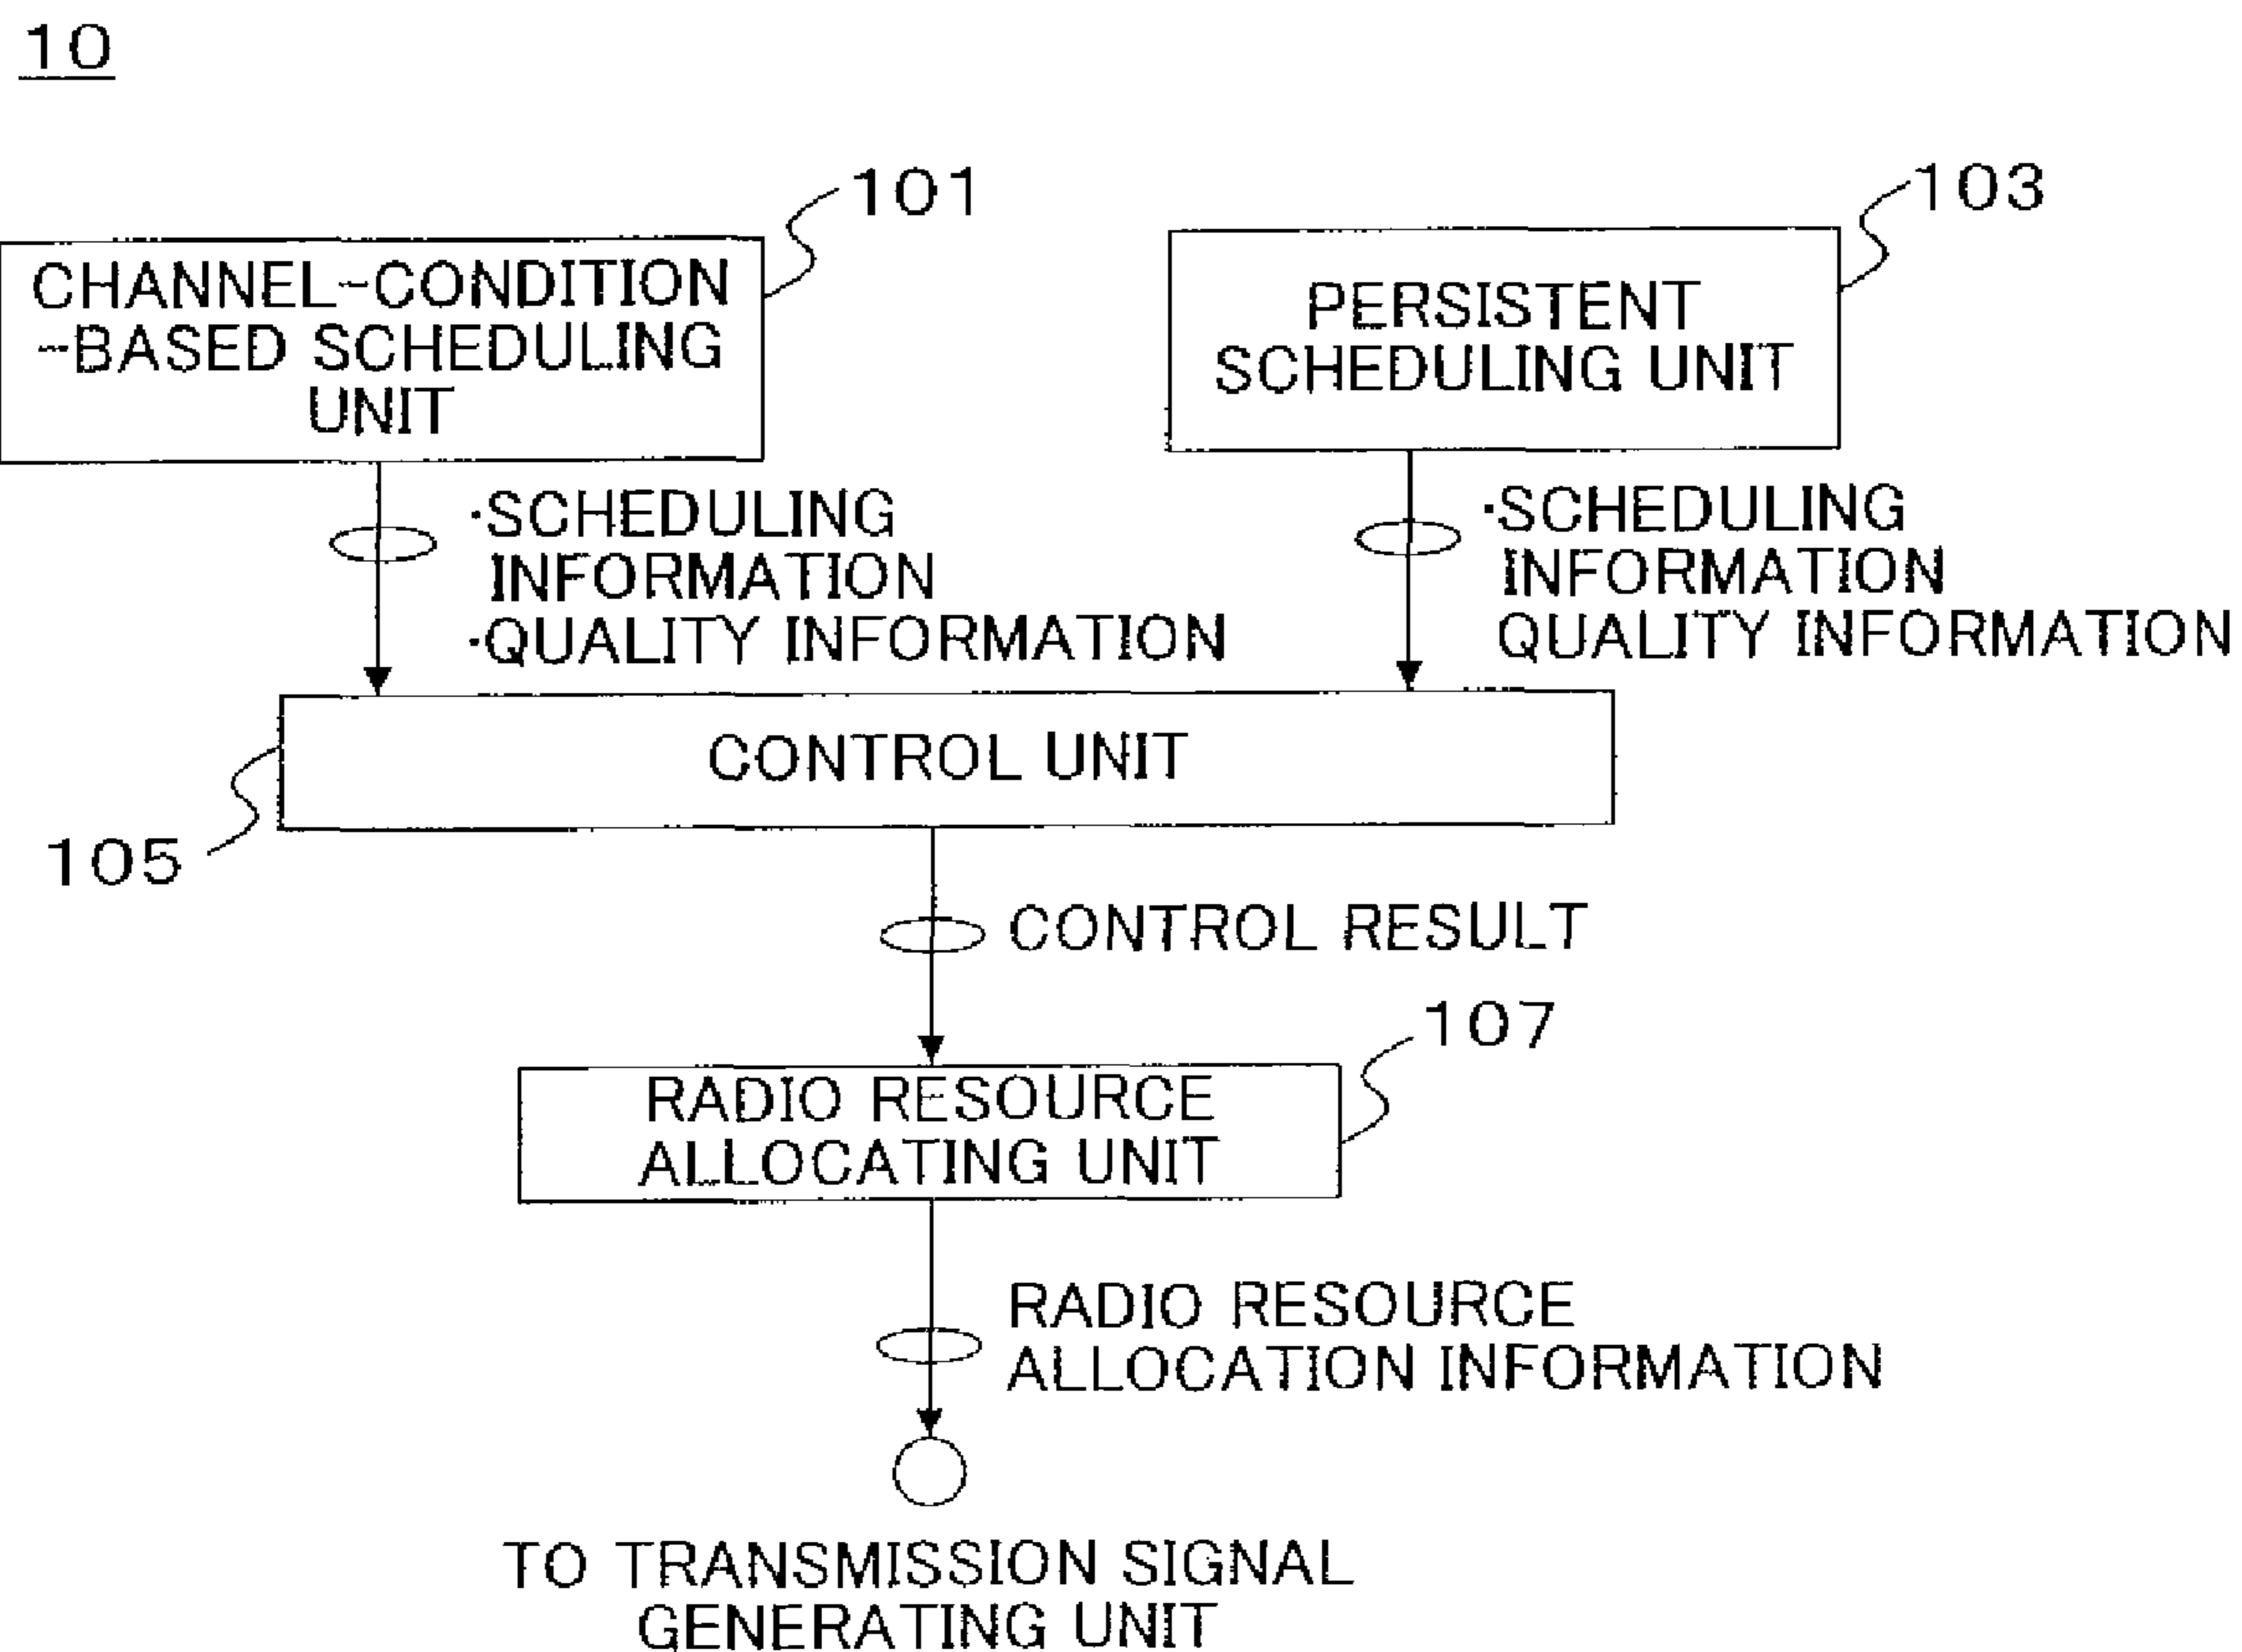 10
101
103
CHANNEL-CONDITION
-BASED SCHEDULING
UNIT
PERSISTENT
SCHEDULING UNIT
·SCHEDULING
INFORMATION
·QUALITY INFORMATION
·SCHEDULING
INFORMATION
QUALITY INFORMATION
CONTROL UNIT
105
CONTROL RESULT
107
RADIO RESOURCE
ALLOCATING UNIT
RADIO RESOURCE
ALLOCATION INFORMATION
TO TRANSMISSION SIGNAL
GENERATING UNIT